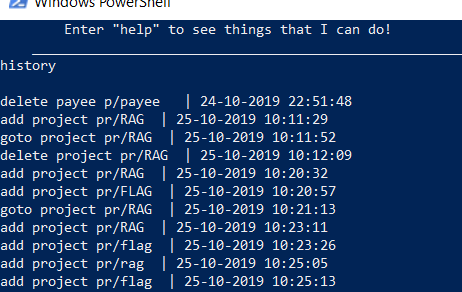 Windows PowerShell
Enter "help" to see things that I can do!
history
delete payee p/payee | 24-10-2019 22:51:48
add project pr/RAG | 25-10-2019 10:11:29
goto project pr/RAG | 25-10-2019 10:11:52
delete project pr/RAG | 25-10-2019 10:12:09
add project pr/RAG | 25-10-2019 10:20:32
add project pr/FLAG | 25-10-2019 10:20:57
goto project pr/RAG | 25-10-2019 10:21:13
add project pr/RAG | 25-10-2019 10:23:11
add project pr/flag | 25-10-2019 10:23:26
add project pr/rag | 25-10-2019 10:25:05
add project pr/flag | 25-10-2019 10:25:13